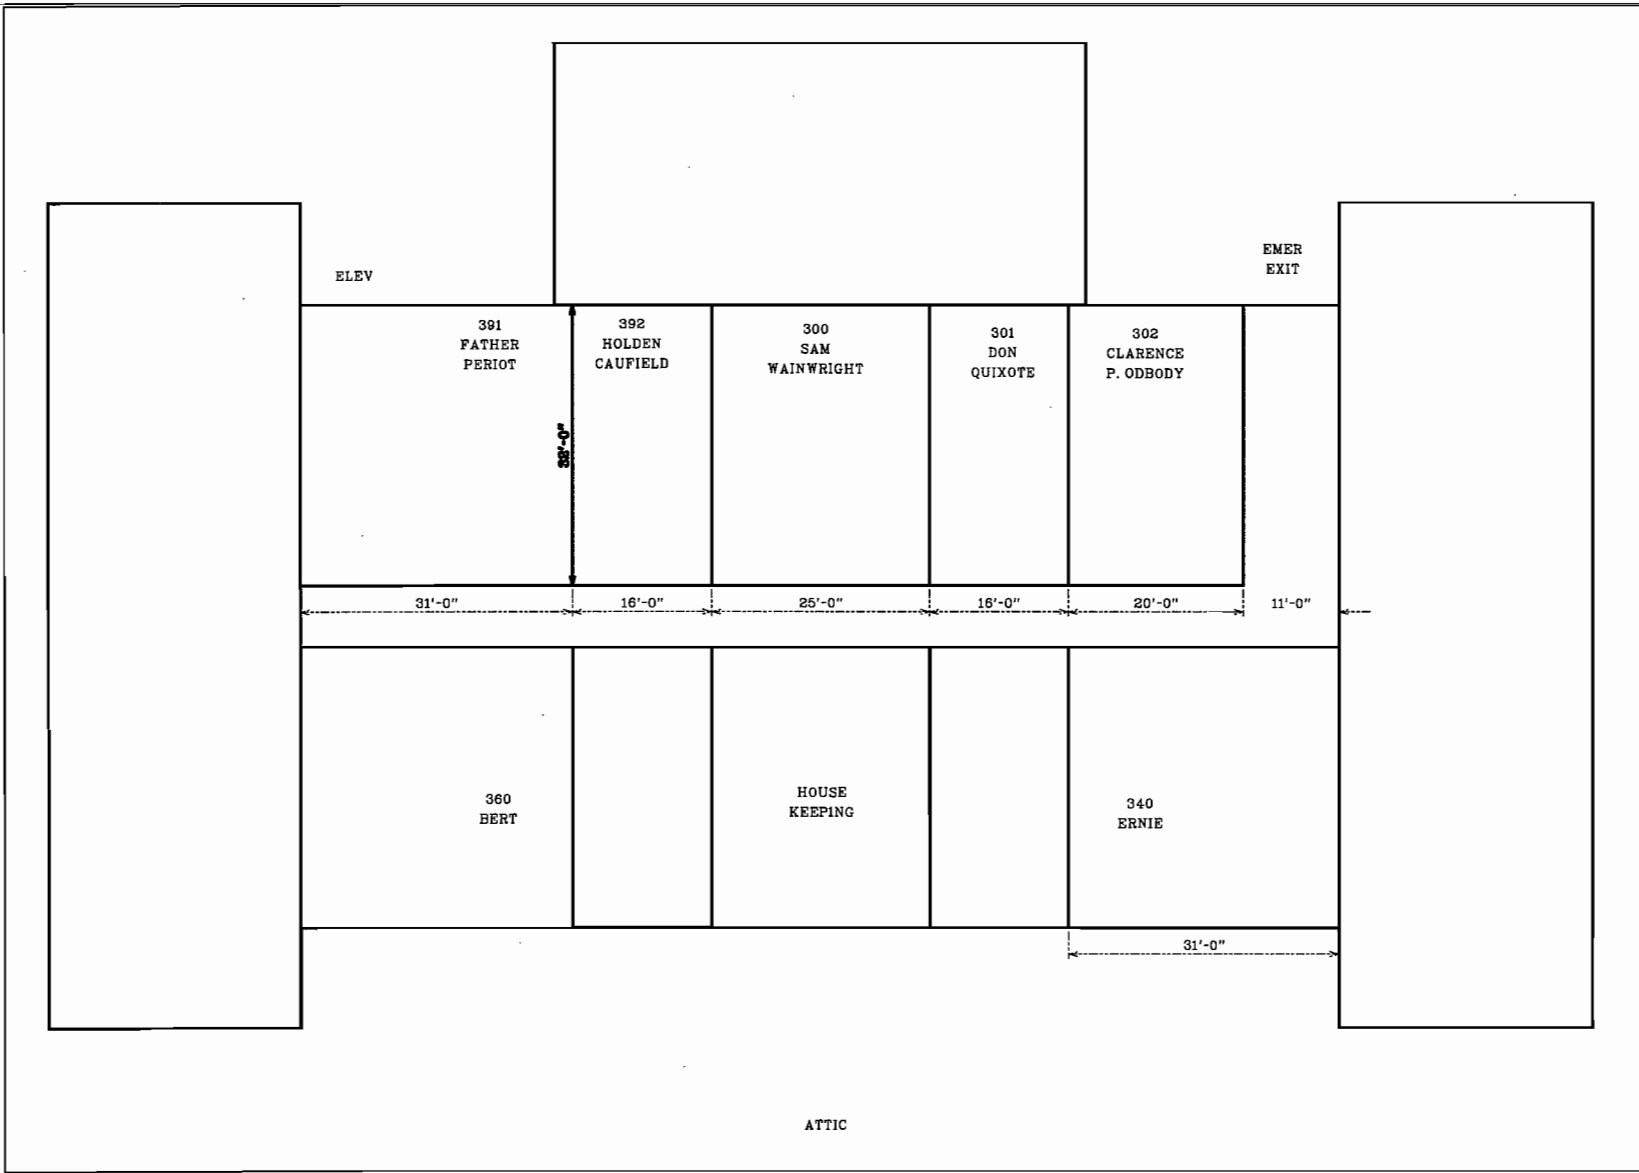 ELEV
EMER
EXIT
391
FATHER
PERIOT
392
HOLDEN
CAUFIELD
300
SAM
WAINWRIGHT
301
DON
QUIXOTE
302
CLARENCE
P. ODBODY
32'-0"
31'-0"
16'-0"
25'-0"
16'-0"
20'-0"
11'-0"
360
BERT
HOUSE
KEEP1NG
340
ERNIE
31'-0"
ATTIC